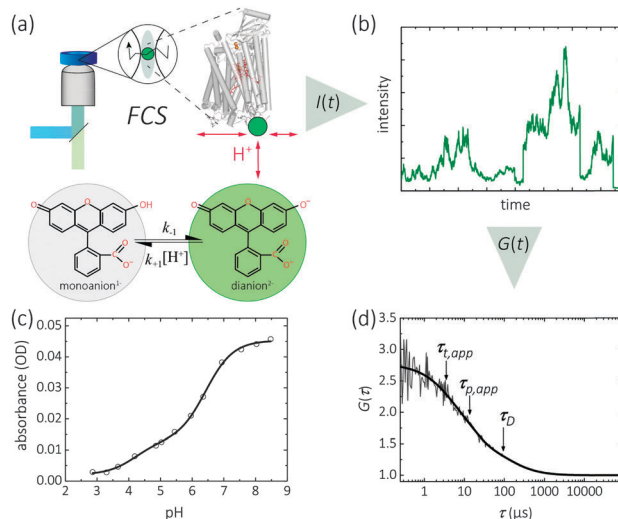 (a)
FCS
H⁺
I(t)
(b)
intensity
time
G(t)
O
O
OH
C
O
O⁻
monoanion¹⁻
k₋₁
k₊₁[H⁺]
O
O
O⁻
C
O
O⁻
dianion²⁻
(c)
absorbance (OD)
0.05
0.04
0.03
0.02
0.01
0.00
2 3 4 5 6 7 8 9
pH
(d)
G(τ)
3.5
3.0
2.5
2.0
1.5
1.0
τt,app
τp,app
τD
1 10 100 1000 10000
τ (µs)